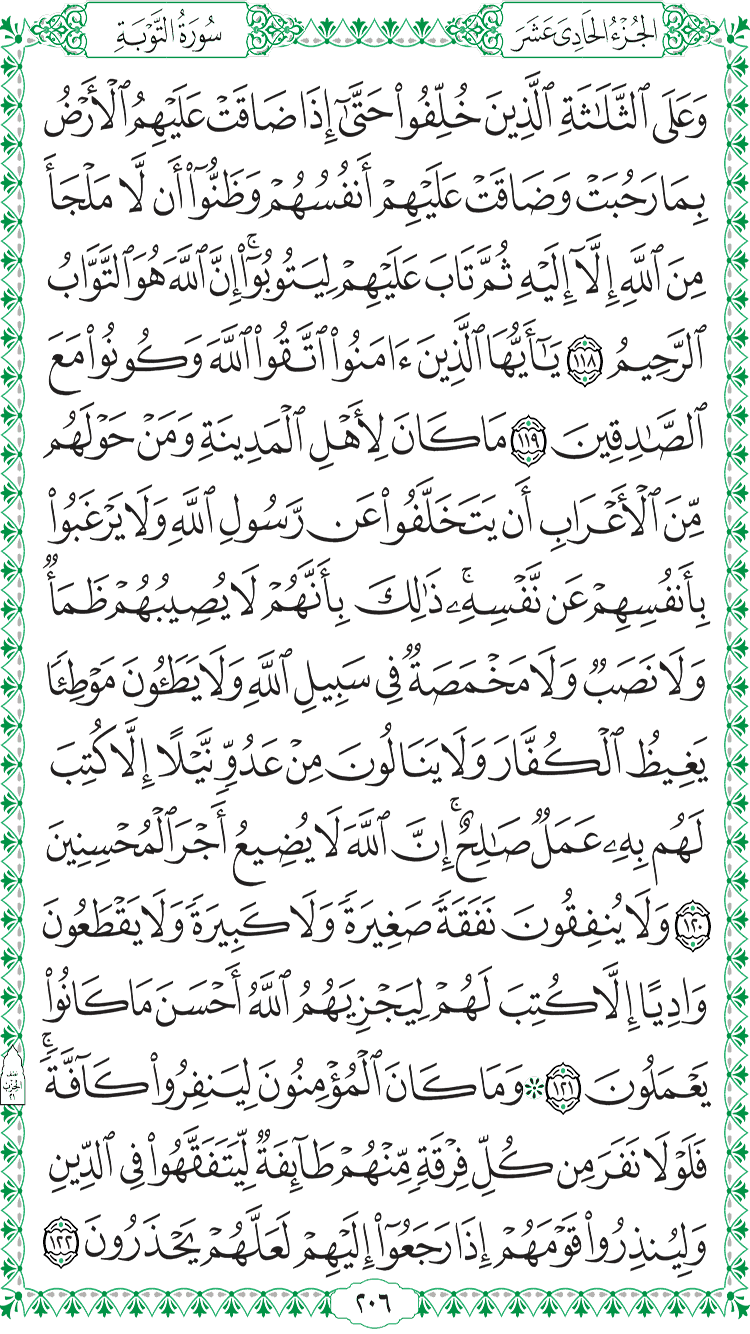 الجُزْءُ الحَادِىَ عَشَرَ
سُورَةُ التَّوْبَةِ
وَعَلَى ٱلثَّلَٰثَةِ ٱلَّذِينَ خُلِّفُوا۟ حَتَّىٰٓ إِذَا ضَاقَتْ عَلَيْهِمُ ٱلْأَرْضُ
بِمَا رَحُبَتْ وَضَاقَتْ عَلَيْهِمْ أَنفُسُهُمْ وَظَنُّوٓا۟ أَن لَّا مَلْجَأَ
مِنَ ٱللَّهِ إِلَّآ إِلَيْهِ ثُمَّ تَابَ عَلَيْهِمْ لِيَتُوبُوٓا۟ۚ إِنَّ ٱللَّهَ هُوَ ٱلتَّوَّابُ
ٱلرَّحِيمُ ١١٨ يَٰٓأَيُّهَا ٱلَّذِينَ ءَامَنُوا۟ ٱتَّقُوا۟ ٱللَّهَ وَكُونُوا۟ مَعَ
ٱلصَّٰدِقِينَ ١١٩ مَا كَانَ لِأَهْلِ ٱلْمَدِينَةِ وَمَنْ حَوْلَهُم
مِّنَ ٱلْأَعْرَابِ أَن يَتَخَلَّفُوا۟ عَن رَّسُولِ ٱللَّهِ وَلَا يَرْغَبُوا۟
بِأَنفُسِهِمْ عَن نَّفْسِهِۦۚ ذَٰلِكَ بِأَنَّهُمْ لَا يُصِيبُهُمْ ظَمَأٌ
وَلَا نَصَبٌ وَلَا مَخْمَصَةٌ فِى سَبِيلِ ٱللَّهِ وَلَا يَطَـُٔونَ مَوْطِئًا
يَغِيظُ ٱلْكُفَّارَ وَلَا يَنَالُونَ مِنْ عَدُوٍّ نَّيْلًا إِلَّا كُتِبَ
لَهُم بِهِۦ عَمَلٌ صَٰلِحٌۚ إِنَّ ٱللَّهَ لَا يُضِيعُ أَجْرَ ٱلْمُحْسِنِينَ
١٢٠ وَلَا يُنفِقُونَ نَفَقَةً صَغِيرَةً وَلَا كَبِيرَةً وَلَا يَقْطَعُونَ
وَادِيًا إِلَّا كُتِبَ لَهُمْ لِيَجْزِيَهُمُ ٱللَّهُ أَحْسَنَ مَا كَانُوا۟
يَعْمَلُونَ ١٢١ ۞ وَمَا كَانَ ٱلْمُؤْمِنُونَ لِيَنفِرُوا۟ كَآفَّةًۚ
فَلَوْلَا نَفَرَ مِن كُلِّ فِرْقَةٍ مِّنْهُمْ طَآئِفَةٌ لِّيَتَفَقَّهُوا۟ فِى ٱلدِّينِ
وَلِيُنذِرُوا۟ قَوْمَهُمْ إِذَا رَجَعُوٓا۟ إِلَيْهِمْ لَعَلَّهُمْ يَحْذَرُونَ ١٢٢
٢٠٦